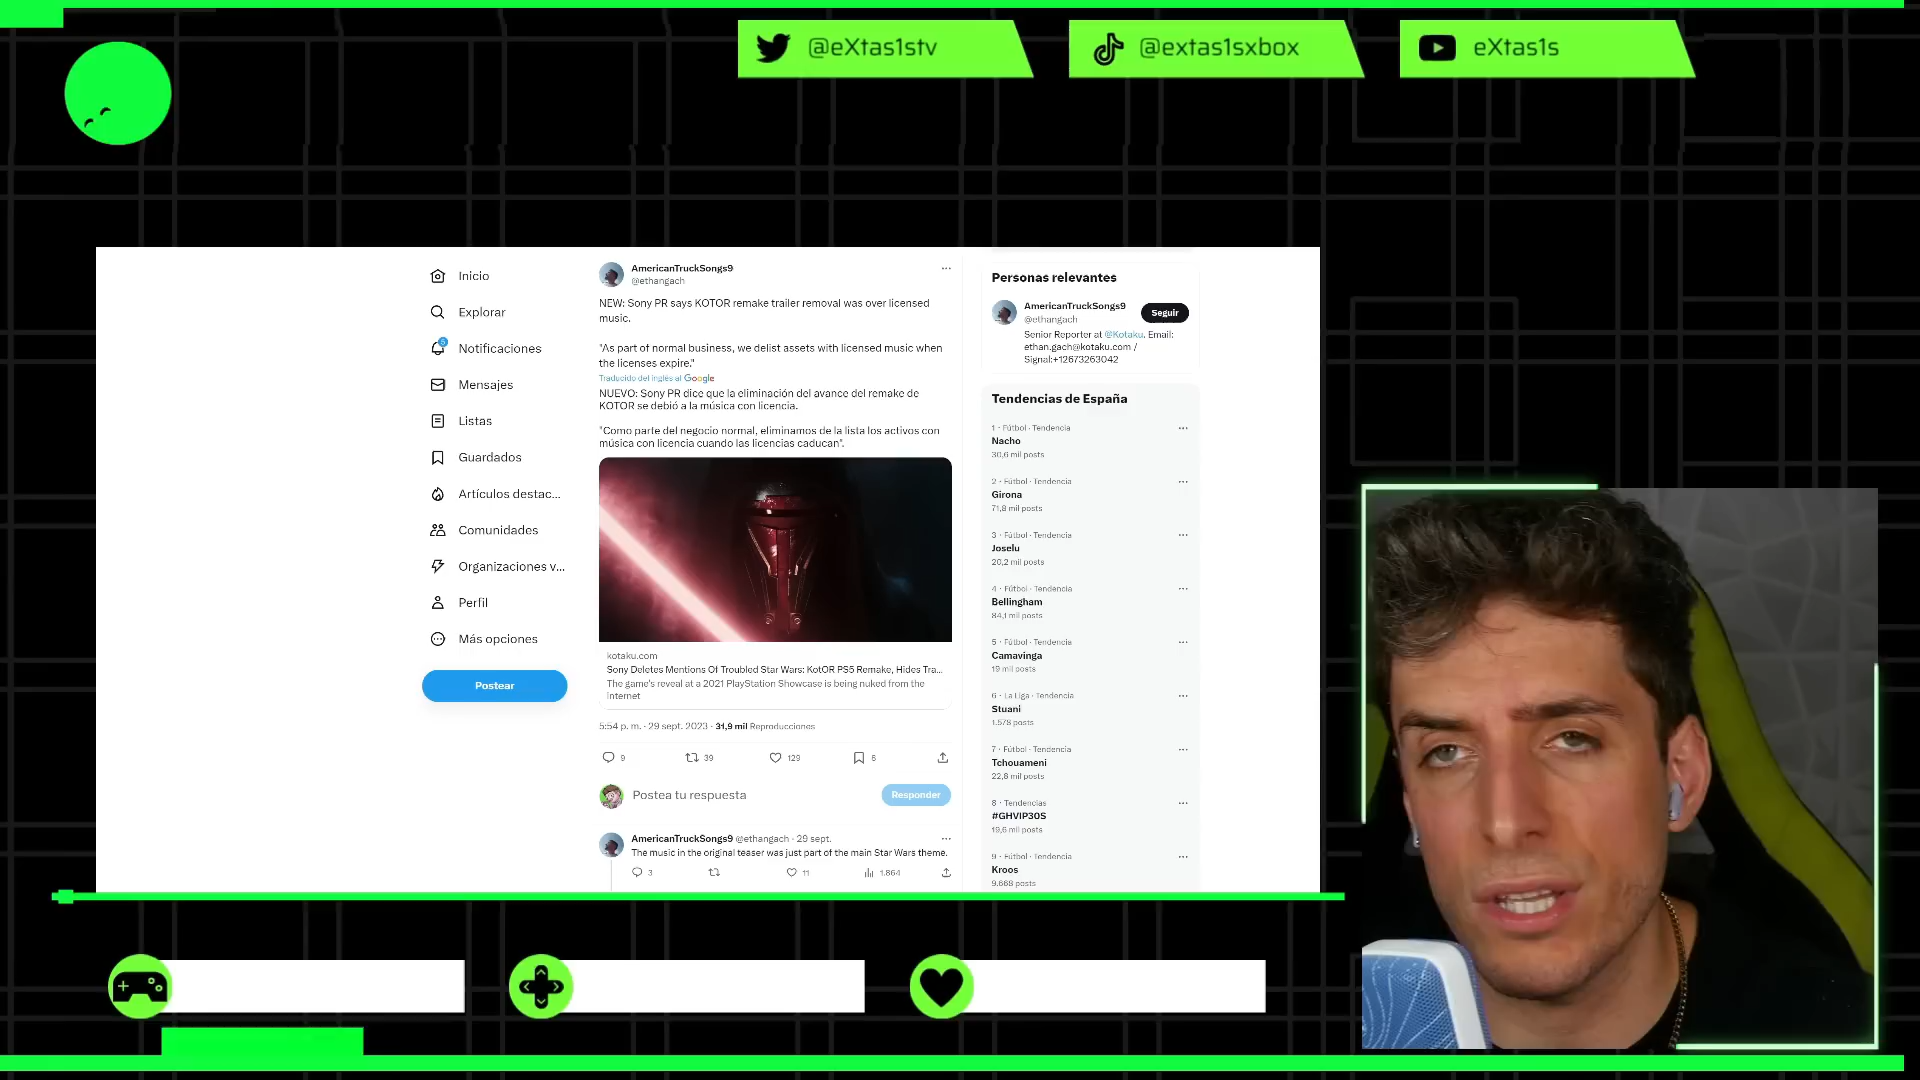 @eXtas1stv
@extas1sxbox
eXtas1s
Inicio
Explorar
6
Notificaciones
Mensajes
Listas
Guardados
Artículos destac...
Comunidades
Organizaciones v...
Perfil
Más opciones
Postear
AmericanTruckSongs9
@ethangach
NEW: Sony PR says KOTOR remake trailer removal was over licensed
music.
"As part of normal business, we delist assets with licensed music when
the licenses expire."
Traducido del inglés al Google
NUEVO: Sony PR dice que la eliminación del avance del remake de
KOTOR se debió a la música con licencia.
"Como parte del negocio normal, eliminamos de la lista los activos con
música con licencia cuando las licencias caducan".
kotaku.com
Sony Deletes Mentions Of Troubled Star Wars: KotOR PS5 Remake, Hides Tra...
The game's reveal at a 2021 PlayStation Showcase is being nuked from the
internet
5:54 p. m. · 29 sept. 2023 · 31,9 mil Reproducciones
9
39
129
6
Postea tu respuesta
Responder
AmericanTruckSongs9 @ethangach · 29 sept.
The music in the original teaser was just part of the main Star Wars theme.
3
11
1.864
Personas relevantes
AmericanTruckSongs9
@ethangach
Seguir
Senior Reporter at @Kotaku. Email:
ethan.gach@kotaku.com /
Signal:+12673263042
Tendencias de España
1 · Fútbol · Tendencia
Nacho
30,6 mil posts
2 · Fútbol · Tendencia
Girona
71,8 mil posts
3 · Fútbol · Tendencia
Joselu
20,2 mil posts
4 · Fútbol · Tendencia
Bellingham
84,1 mil posts
5 · Fútbol · Tendencia
Camavinga
19 mil posts
6 · La Liga · Tendencia
Stuani
1.578 posts
7 · Fútbol · Tendencia
Tchouameni
22,8 mil posts
8 · Tendencias
#GHVIP30S
19,6 mil posts
9 · Fútbol · Tendencia
Kroos
9.668 posts